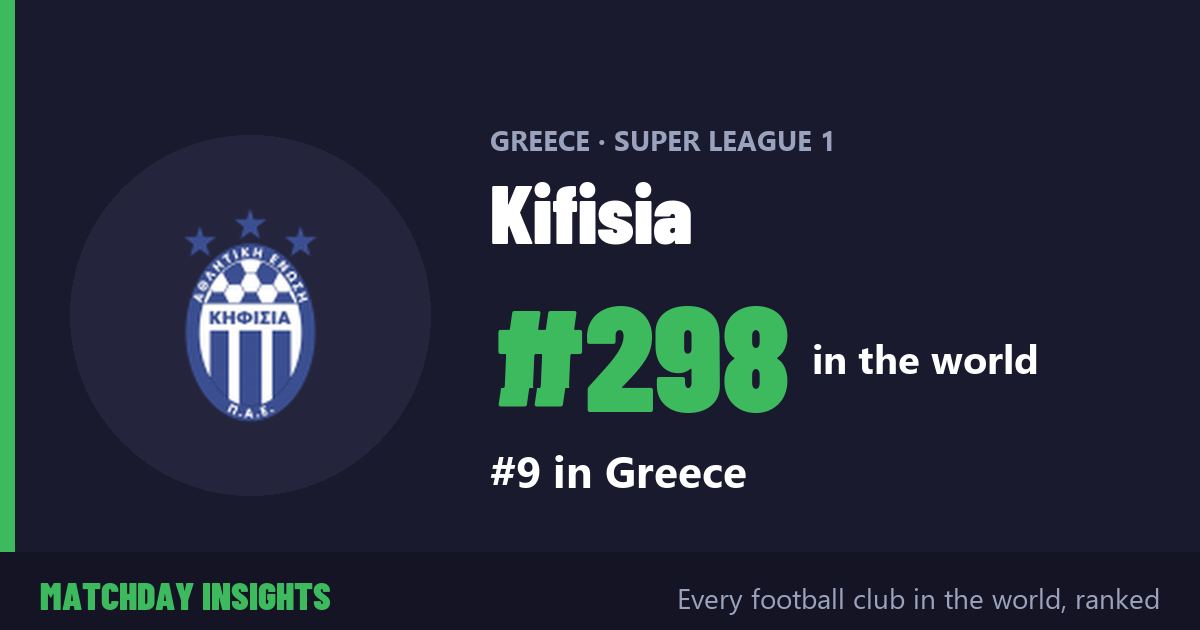 GREECE · SUPER LEAGUE 1
Kifisia
#298 in the world
#9 in Greece
ΑΘΛΗΤΙΚΗ ΕΝΩΣΗ
ΚΗΦΙΣΙΑ
Π.Α.Ε.
MATCHDAY INSIGHTS
Every football club in the world, ranked